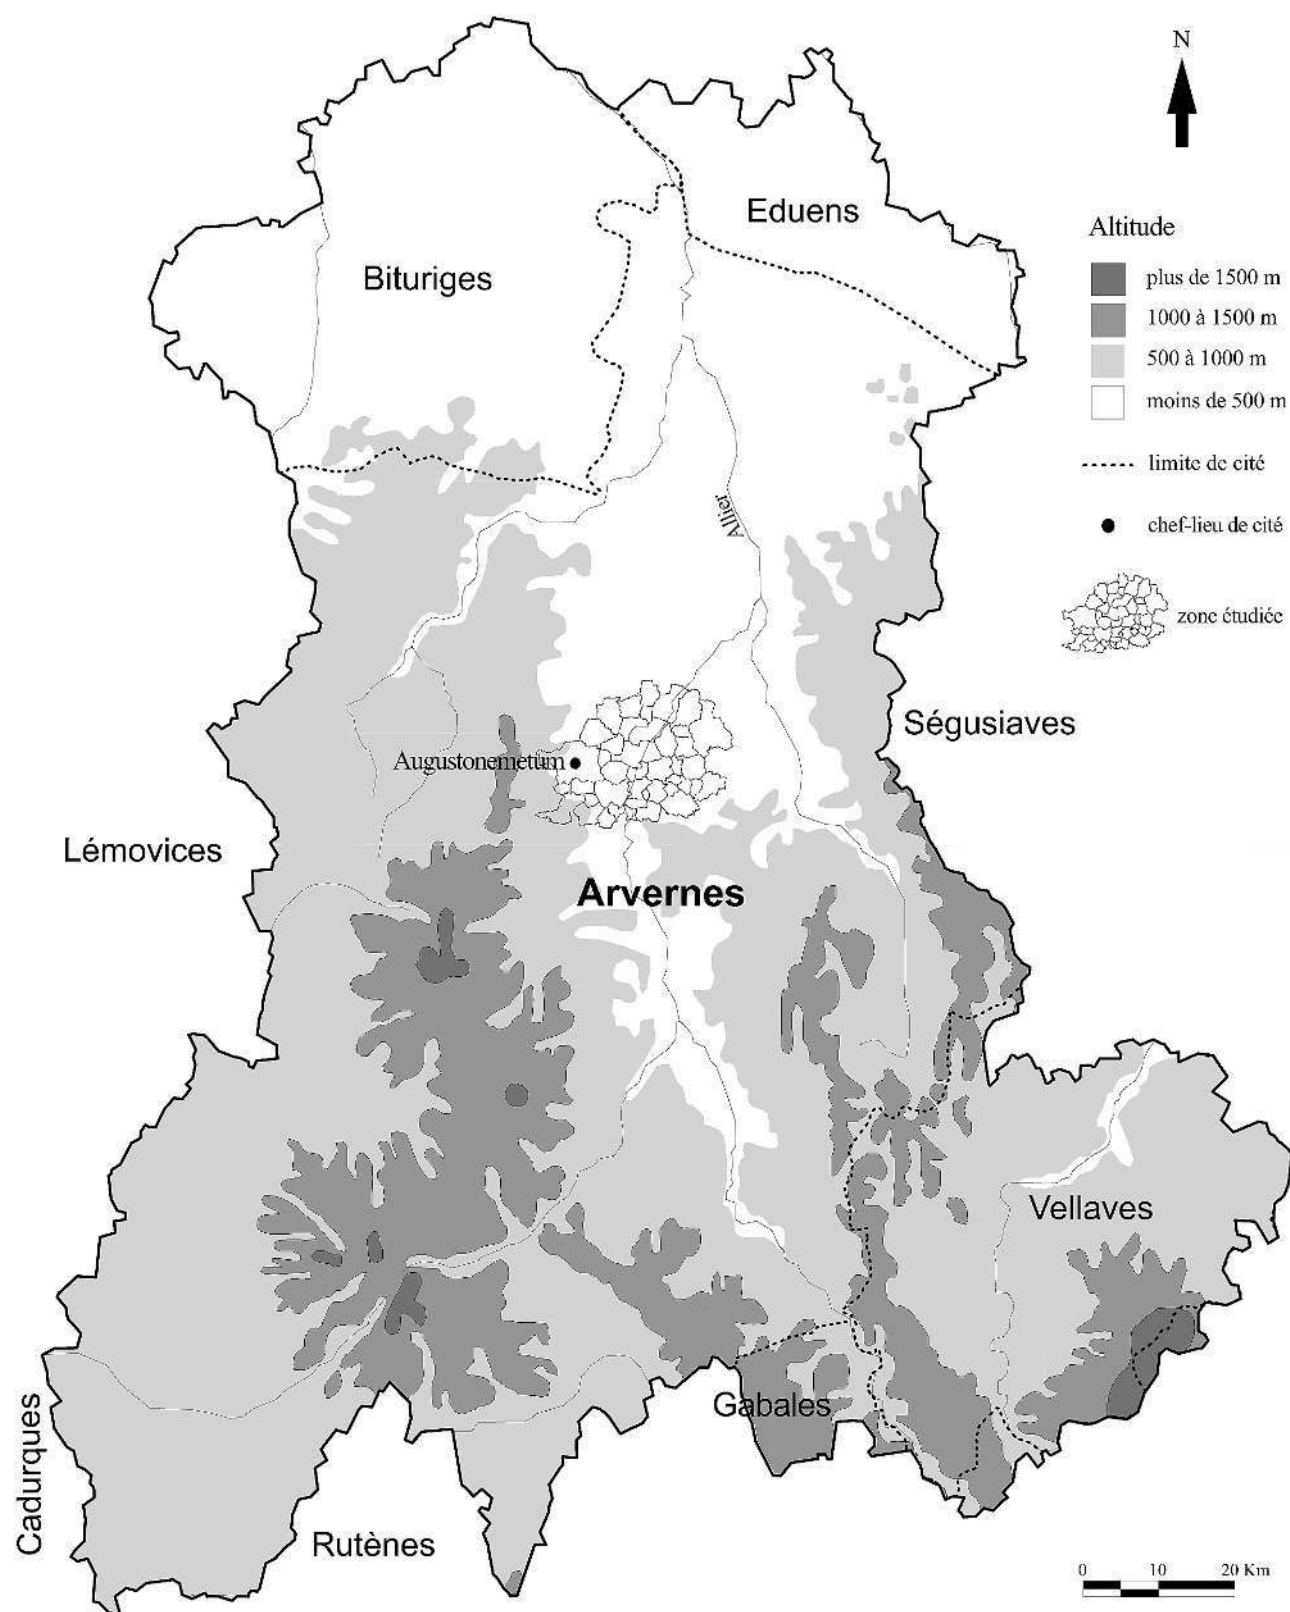 N
Eduens
Bituriges
Altitude
plus de 1500 m
1000 à 1500 m
500 à 1000 m
moins de 500 m
limite de cité
chef-lieu de cité
zone étudiée
Allier
Ségusiaves
Augustonemetum
Lémovices
Arvernes
Vellaves
Gabales
Cadurques
Rutènes
0 10 20 Km